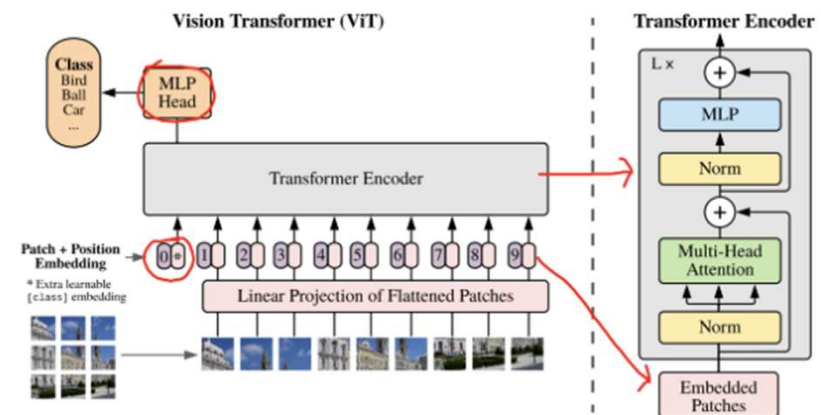 Vision Transformer (ViT)
Class
Bird
Ball
Car
...
MLP
Head
Transformer Encoder
Patch + Position
Embedding
* Extra learnable
[class] embedding
0 * 1 2 3 4 5 6 7 8 9
Linear Projection of Flattened Patches
Transformer Encoder
L ×
+
MLP
Norm
+
Multi-Head
Attention
Norm
Embedded
Patches